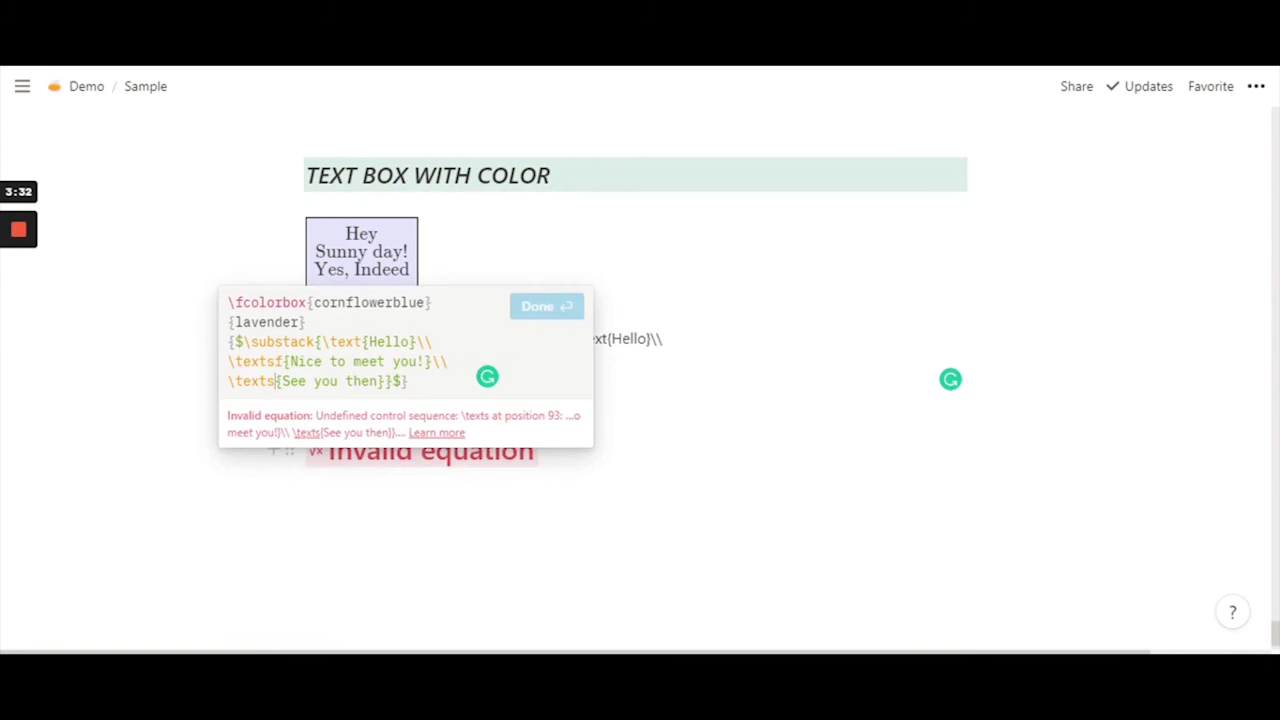 Demo / Sample
Share ✓ Updates Favorite •••
3:32
TEXT BOX WITH COLOR
Hey
Sunny day!
Yes, Indeed
\fcolorbox{cornflowerblue}
Done ⏎
{lavender}
{$\substack{\text{Hello}\\
\textsf{Nice to meet you!}\\
\texts{See you then}}$}
ext{Hello}\\
Invalid equation: Undefined control sequence: \texts at position 93: …o
meet you!}\\ \texts{See you then}}.... Learn more
√x Invalid equation
?